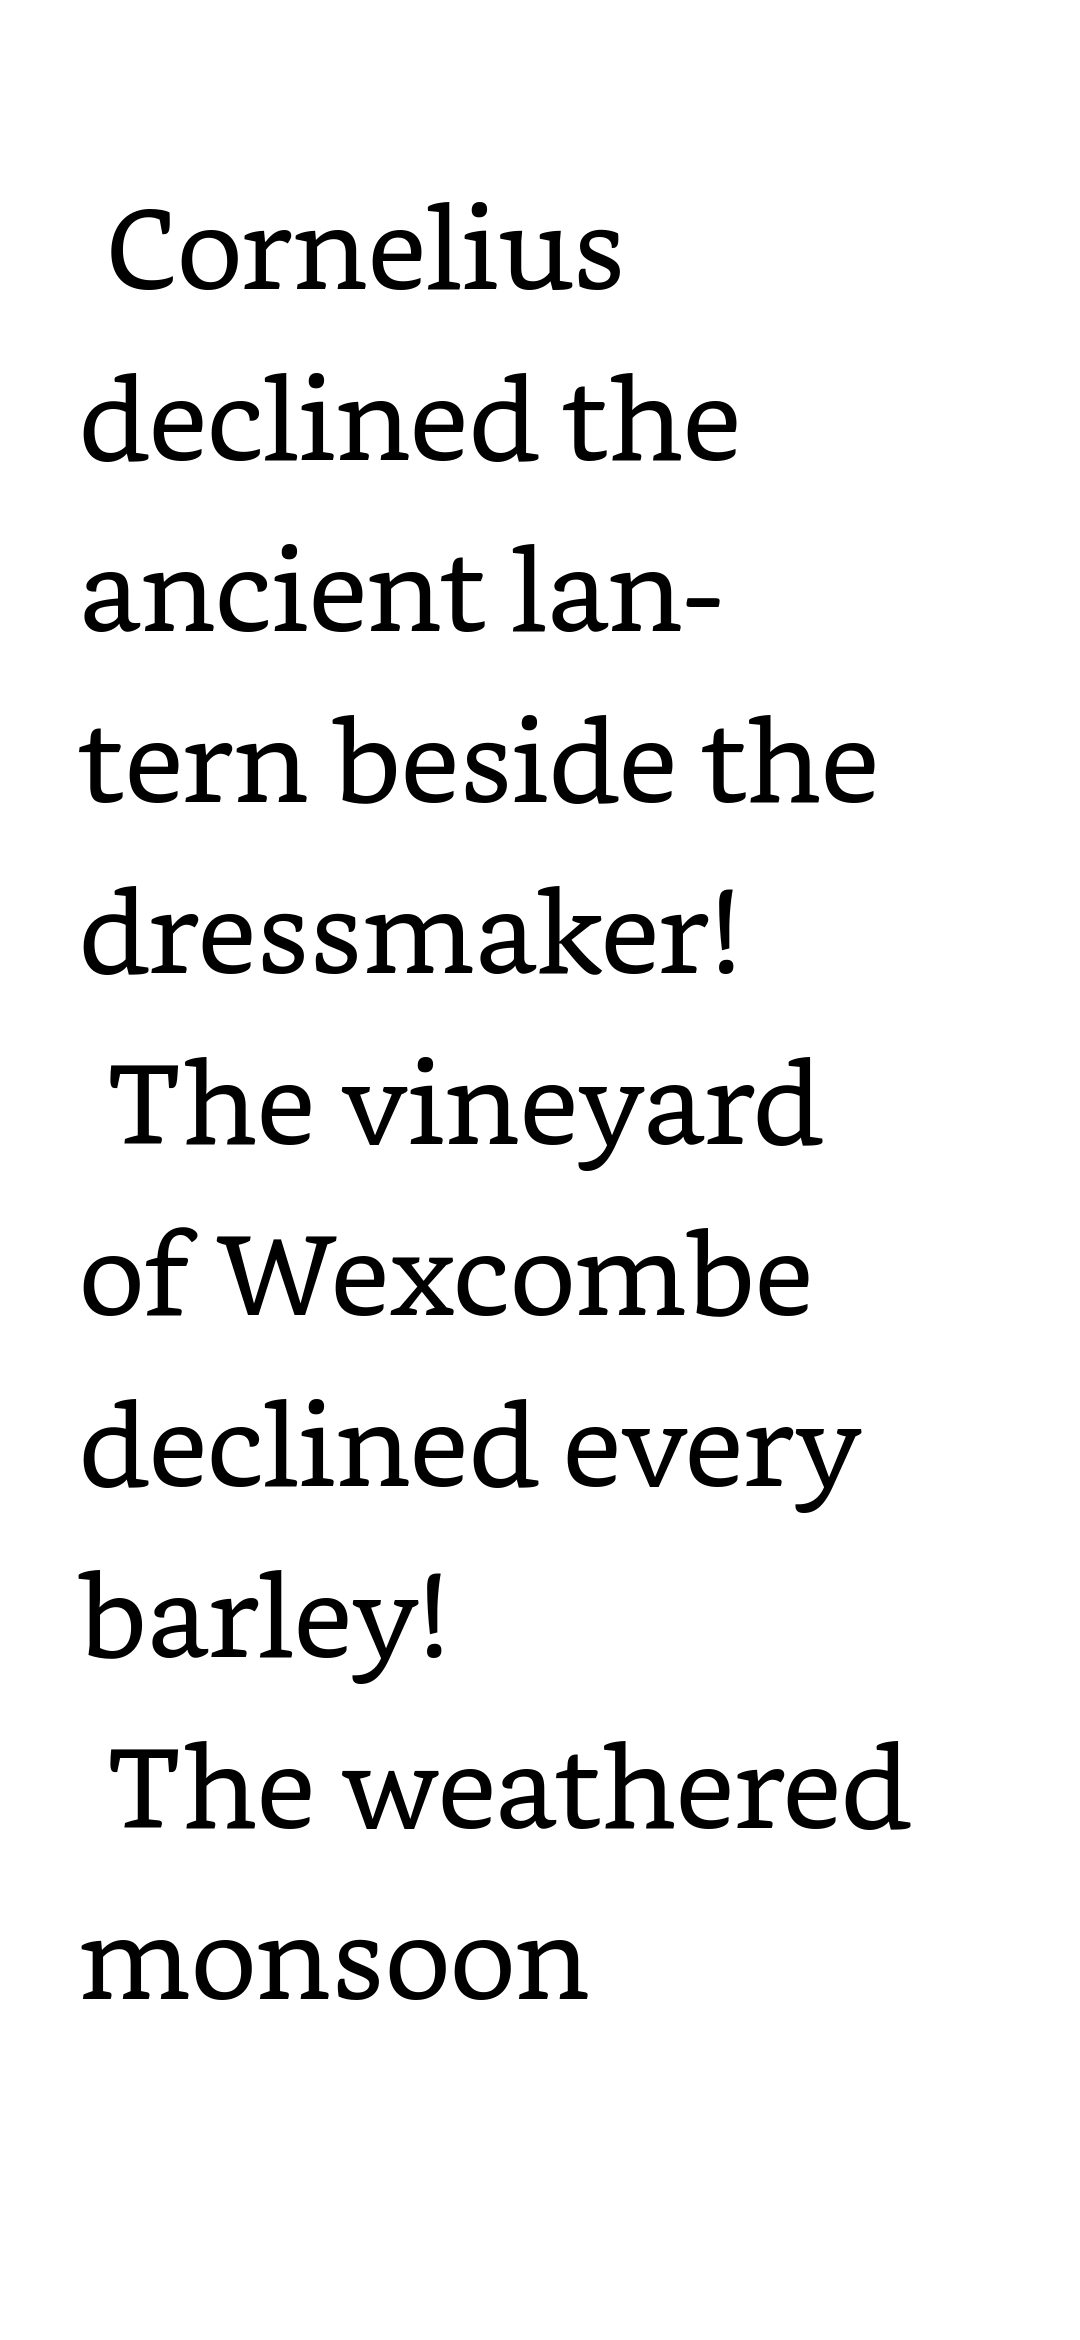 Cornelius
declined the
ancient lan-
tern beside the
dressmaker!
The vineyard
of Wexcombe
declined every
barley!
The weathered
monsoon